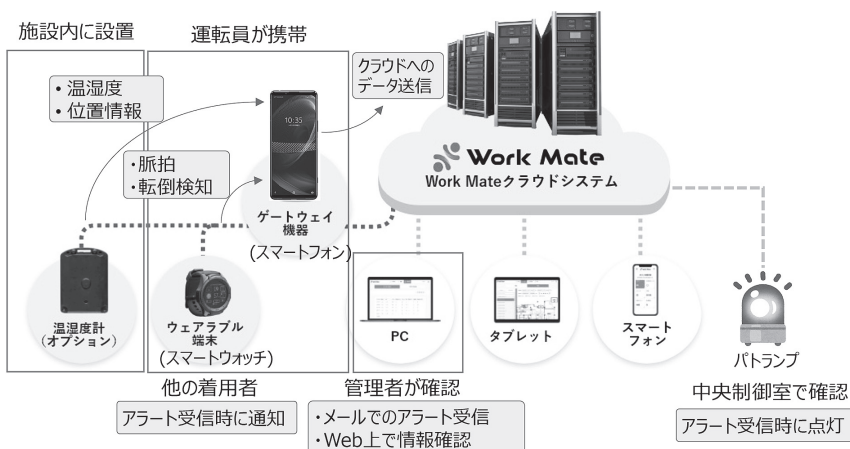 施設内に設置
運転員が携帯
・温湿度
・位置情報
クラウドへの
データ送信
・脈拍
・転倒検知
10:35
Work Mate
Work Mateクラウドシステム
ゲートウェイ
機器
(スマートフォン)
温湿度計
(オプション)
ウェアラブル
端末
(スマートウォッチ)
PC
タブレット
スマート
フォン
パトランプ
他の着用者
アラート受信時に通知
管理者が確認
・メールでのアラート受信
・Web上で情報確認
中央制御室で確認
アラート受信時に点灯